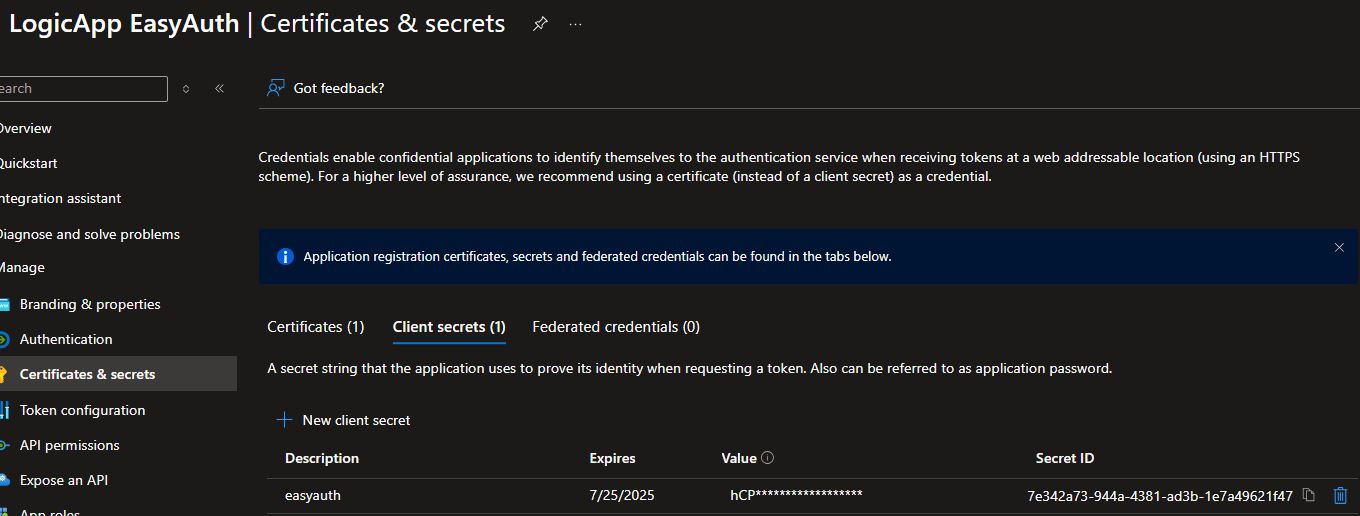 LogicApp EasyAuth | Certificates & secrets
earch
Overview
Quickstart
ntegration assistant
Diagnose and solve problems
Manage
Branding & properties
Authentication
Certificates & secrets
Token configuration
API permissions
Expose an API
App roles
Got feedback?
Credentials enable confidential applications to identify themselves to the authentication service when receiving tokens at a web addressable location (using an HTTPS
scheme). For a higher level of assurance, we recommend using a certificate (instead of a client secret) as a credential.
Application registration certificates, secrets and federated credentials can be found in the tabs below.
Certificates (1) Client secrets (1) Federated credentials (0)
A secret string that the application uses to prove its identity when requesting a token. Also can be referred to as application password.
New client secret
Description Expires Value Secret ID
easyauth 7/25/2025 hCP****************** 7e342a73-944a-4381-ad3b-1e7a49621f47